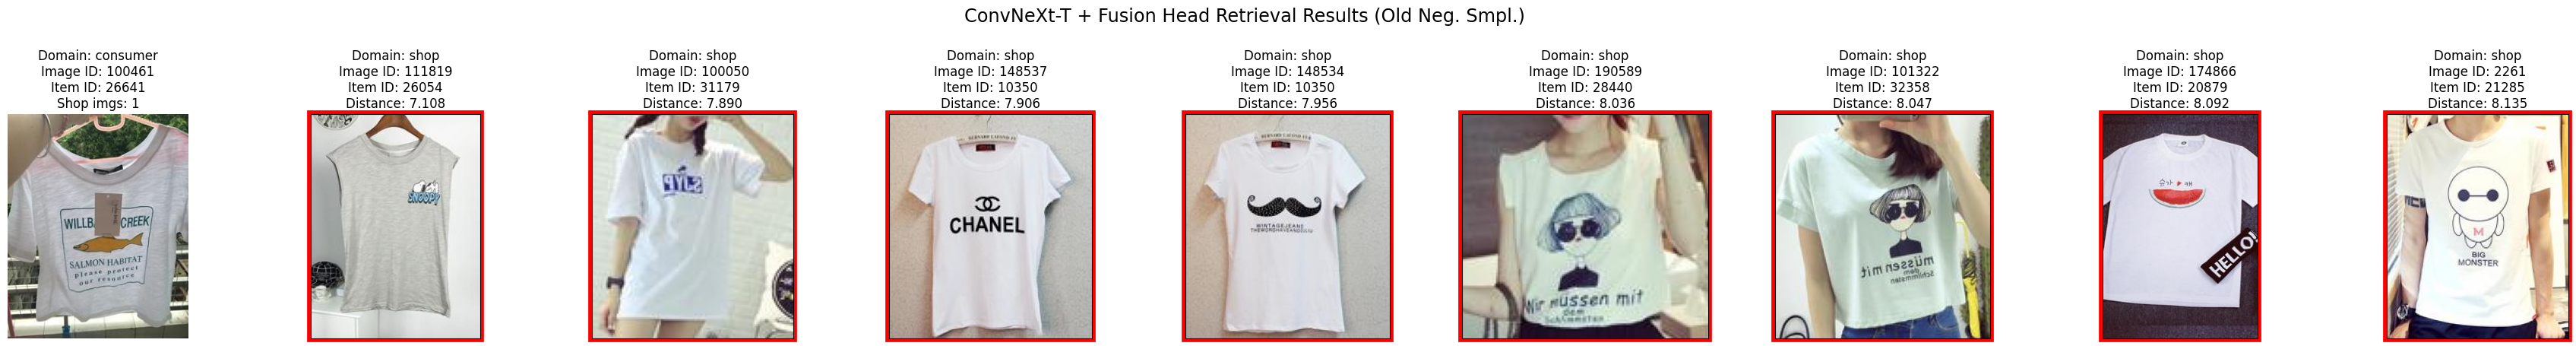 ConvNeXt-T + Fusion Head Retrieval Results (Old Neg. Smpl.)
Domain: consumer
Image ID: 100461
Item ID: 26641
Shop imgs: 1
Domain: shop
Image ID: 111819
Item ID: 26054
Distance: 7.108
Domain: shop
Image ID: 100050
Item ID: 31179
Distance: 7.890
Domain: shop
Image ID: 148537
Item ID: 10350
Distance: 7.906
Domain: shop
Image ID: 148534
Item ID: 10350
Distance: 7.956
Domain: shop
Image ID: 190589
Item ID: 28440
Distance: 8.036
Domain: shop
Image ID: 101322
Item ID: 32358
Distance: 8.047
Domain: shop
Image ID: 174866
Item ID: 20879
Distance: 8.092
Domain: shop
Image ID: 2261
Item ID: 21285
Distance: 8.135
CREEK
SALMON HABITAT
please protect
our resource
SNOOPY
CHANEL
Wir müssen mit
dem
müssen mit
dem
HELLO!
M
BIG
MONSTER